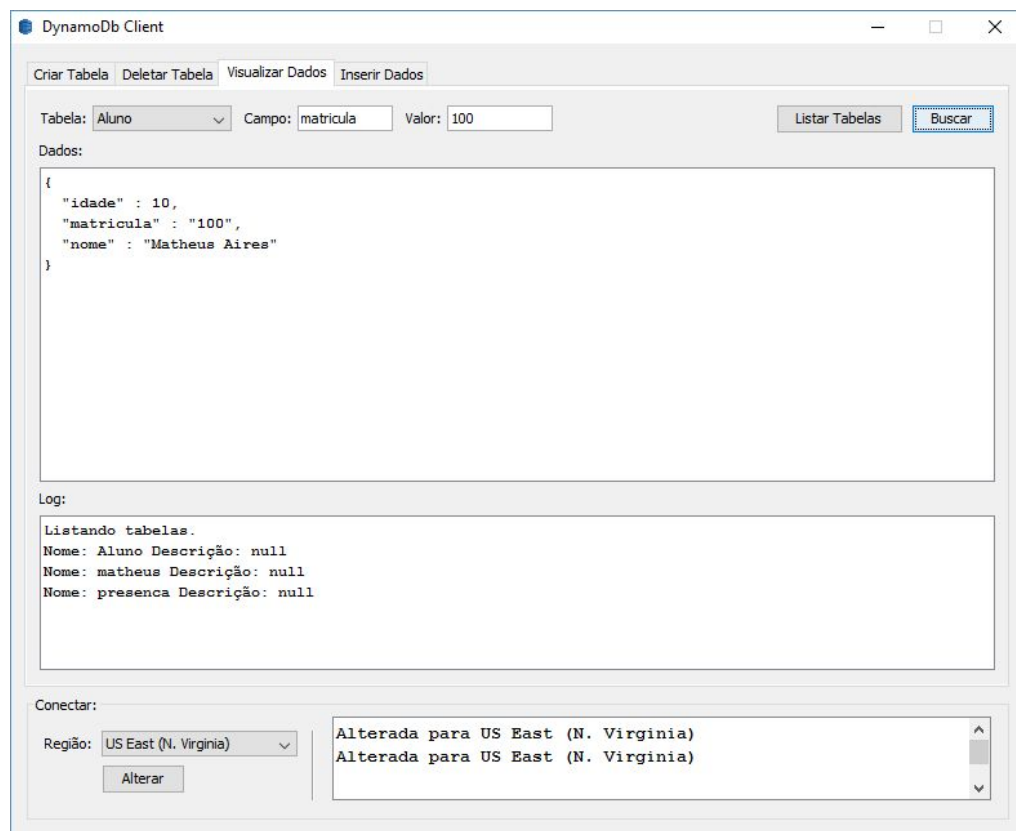 DynamoDb Client
Criar Tabela Deletar Tabela Visualizar Dados Inserir Dados
Tabela: Aluno Campo: matricula Valor: 100 Listar Tabelas Buscar
Dados:
{
"idade" : 10,
"matricula" : "100",
"nome" : "Matheus Aires"
}
Log:
Listando tabelas.
Nome: Aluno Descrição: null
Nome: matheus Descrição: null
Nome: presenca Descrição: null
Conectar:
Região: US East (N. Virginia)
Alterar
Alterada para US East (N. Virginia)
Alterada para US East (N. Virginia)